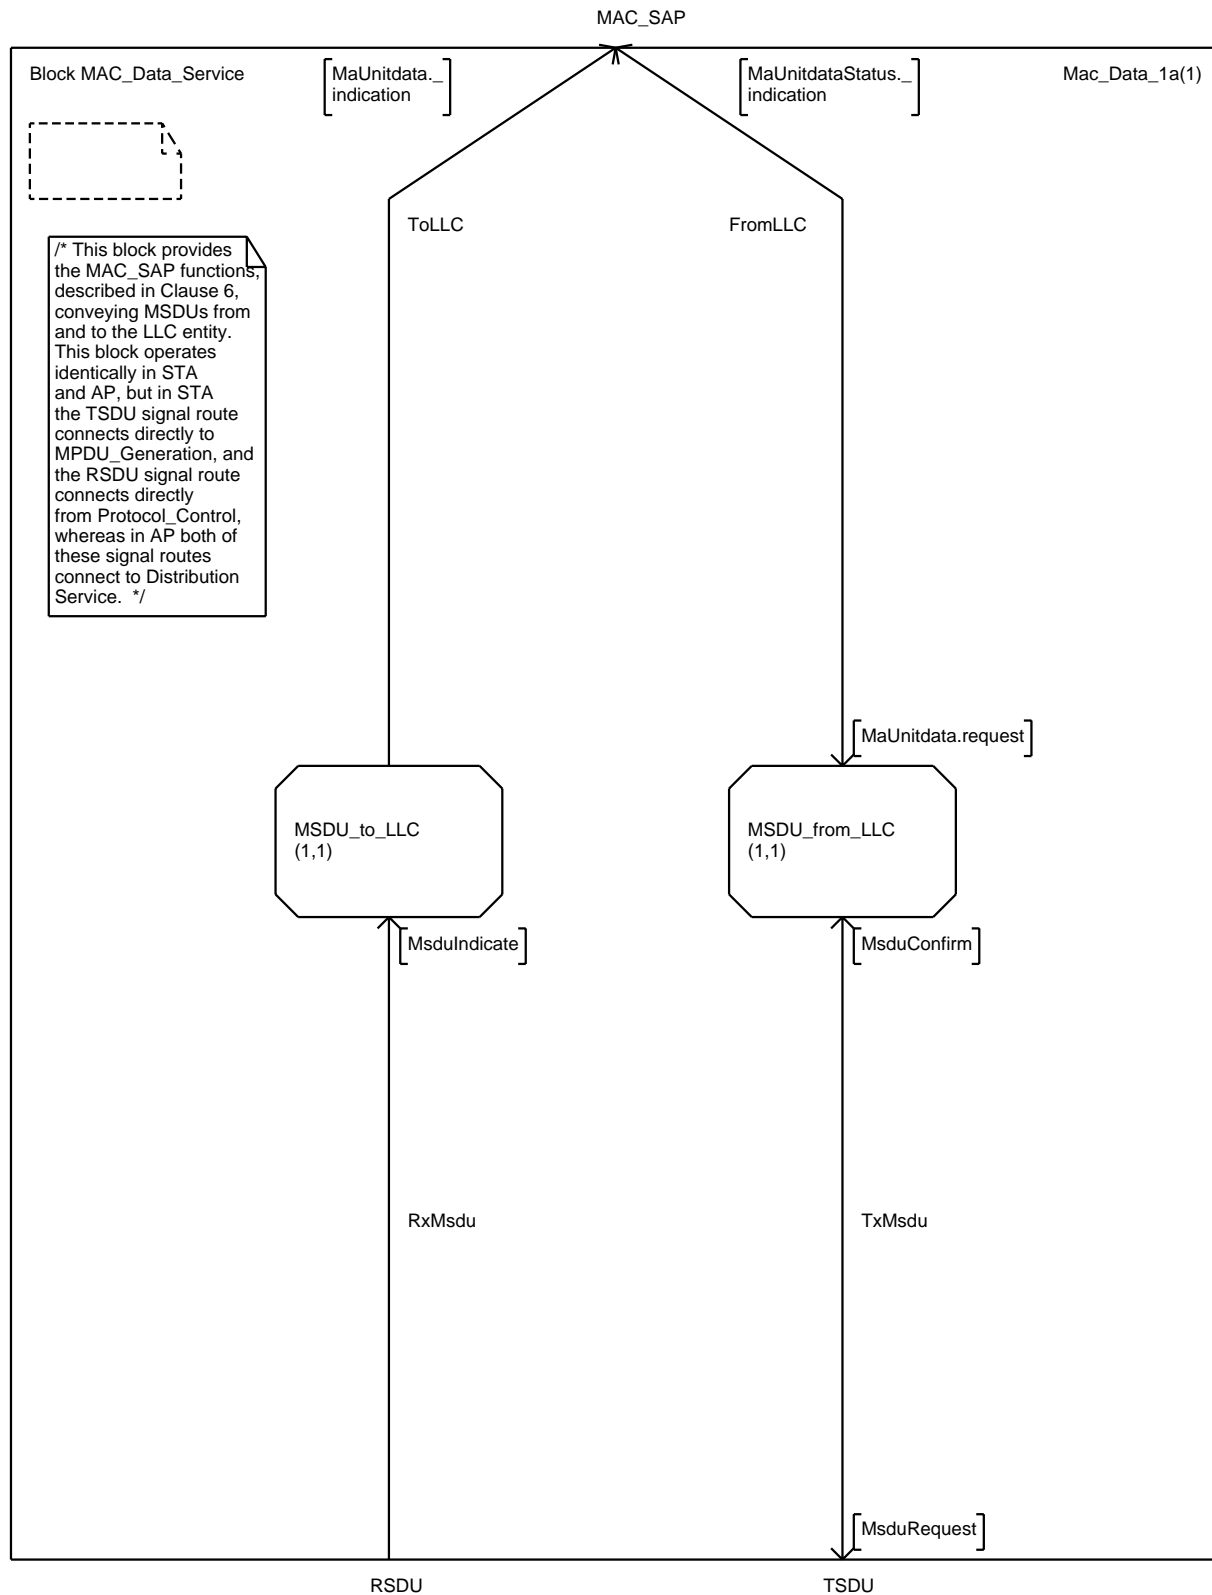 MAC_SAP
Block MAC_Data_Service
MaUnitdata._
indication
MaUnitdataStatus._
indication
Mac_Data_1a(1)
ToLLC
FromLLC
/* This block provides
the MAC_SAP functions,
described in Clause 6,
conveying MSDUs from
and to the LLC entity.
This block operates
identically in STA
and AP, but in STA
the TSDU signal route
connects directly to
MPDU_Generation, and
the RSDU signal route
connects directly
from Protocol_Control,
whereas in AP both of
these signal routes
connect to Distribution
Service.  */
MaUnitdata.request
MSDU_to_LLC
(1,1)
MSDU_from_LLC
(1,1)
MsduIndicate
MsduConfirm
RxMsdu
TxMsdu
MsduRequest
RSDU
TSDU